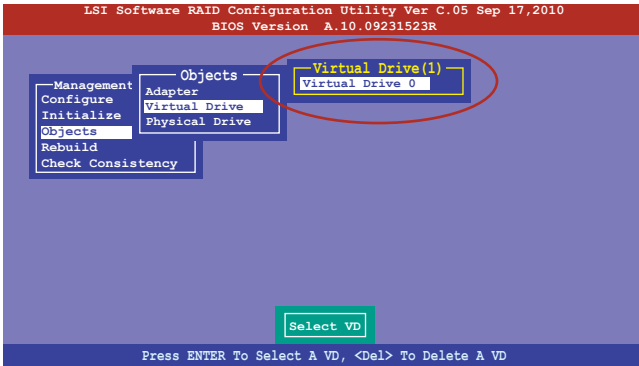 LSI Software RAID Configuration Utility Ver C.05 Sep 17,2010
BIOS Version A.10.09231523R
Management
Configure
Initialize
Objects
Rebuild
Check Consistency
Objects
Adapter
Virtual Drive
Physical Drive
Virtual Drive(1)
Virtual Drive 0
Select VD
Press ENTER To Select A VD, <Del> To Delete A VD